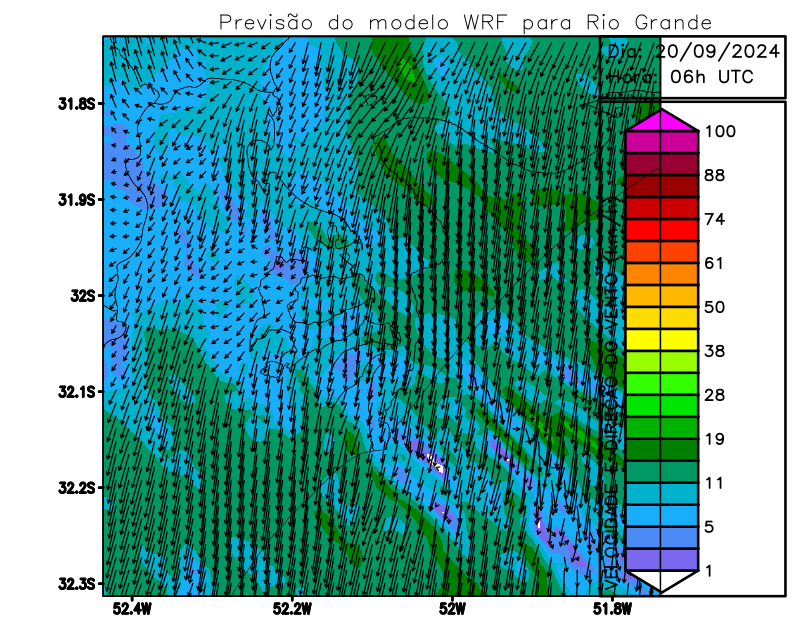 Previsão do modelo WRF para Rio Grande
Dia: 20/09/2024
Hora: 06h UTC
31.8S
31.9S
32S
32.1S
32.2S
32.3S
52.4W
52.2W
52W
51.8W
VELOCIDADE E DIREÇÃO DO VENTO (km/h)
100
88
74
61
50
38
28
19
11
5
1